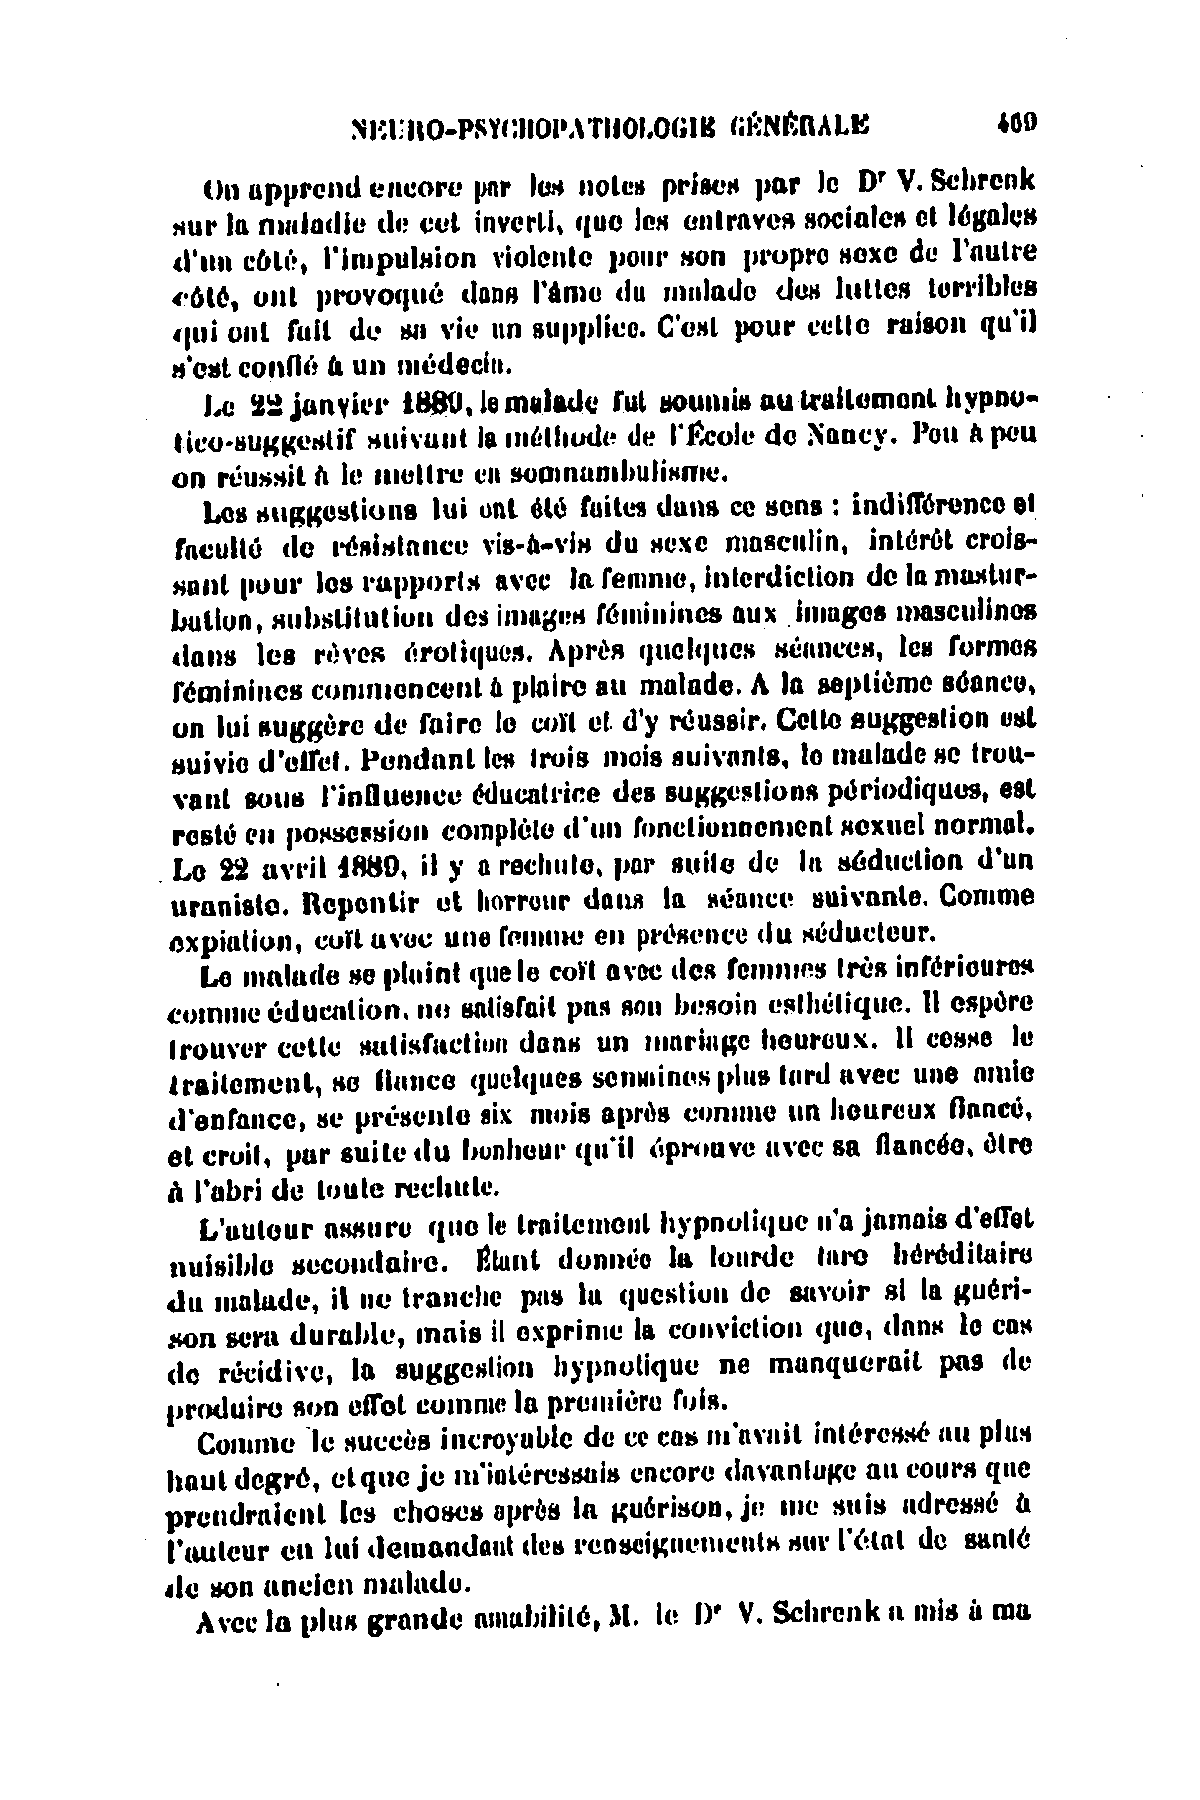 NEURO-PSYCHOPATHOLOGIE GÉNÉRALE 409
On apprend encore par les notes prises par le Dr V. Schrenk
sur la maladie de cet inverti, que les entraves sociales et légales
d'un côté, l'impulsion violente pour son propre sexe de l'autre
côté, ont provoqué dans l'âme du malade des luttes terribles
qui ont fait de sa vie un supplice. C'est pour cette raison qu'il
s'est confié à un médecin.
Le 22 janvier 1889, le malade fut soumis au traitement hypno-
tico-suggestif suivant la méthode de l'École de Nancy. Peu à peu
on réussit à le mettre en somnambulisme.
Les suggestions lui ont été faites dans ce sens : indifférence et
faculté de résistance vis-à-vis du sexe masculin, intérêt crois-
sant pour les rapports avec la femme, interdiction de la mastur-
bation, substitution des images féminines aux images masculines
dans les rêves érotiques. Après quelques séances, les formes
féminines commencent à plaire au malade. A la septième séance,
on lui suggère de faire le coït et d'y réussir. Cette suggestion est
suivie d'effet. Pendant les trois mois suivants, le malade se trou-
vant sous l'influence éducatrice des suggestions périodiques, est
resté en possession complète d'un fonctionnement sexuel normal.
Le 22 avril 1889, il y a rechute, par suite de la séduction d'un
uraniste. Repentir et horreur dans la séance suivante. Comme
expiation, coït avec une femme en présence du séducteur.
Le malade se plaint que le coït avec des femmes très inférieures
comme éducation, ne satisfait pas son besoin esthétique. Il espère
trouver cette satisfaction dans un mariage heureux. Il cesse le
traitement, se fiance quelques semaines plus tard avec une amie
d'enfance, se présente six mois après comme un heureux fiancé,
et croit, par suite du bonheur qu'il éprouve avec sa fiancée, être
à l'abri de toute rechute.
L'auteur assure que le traitement hypnotique n'a jamais d'effet
nuisible secondaire. Étant donnée la lourde tare héréditaire
du malade, il ne tranche pas la question de savoir si la guéri-
son sera durable, mais il exprime la conviction que, dans le cas
de récidive, la suggestion hypnotique ne manquerait pas de
produire son effet comme la première fois.
Comme le succès incroyable de ce cas m'avait intéressé au plus
haut degré, et que je m'intéressais encore davantage au cours que
prendraient les choses après la guérison, je me suis adressé à
l'auteur en lui demandant des renseignements sur l'état de santé
de son ancien malade.
Avec la plus grande amabilité, M. le Dr V. Schrenk a mis à ma